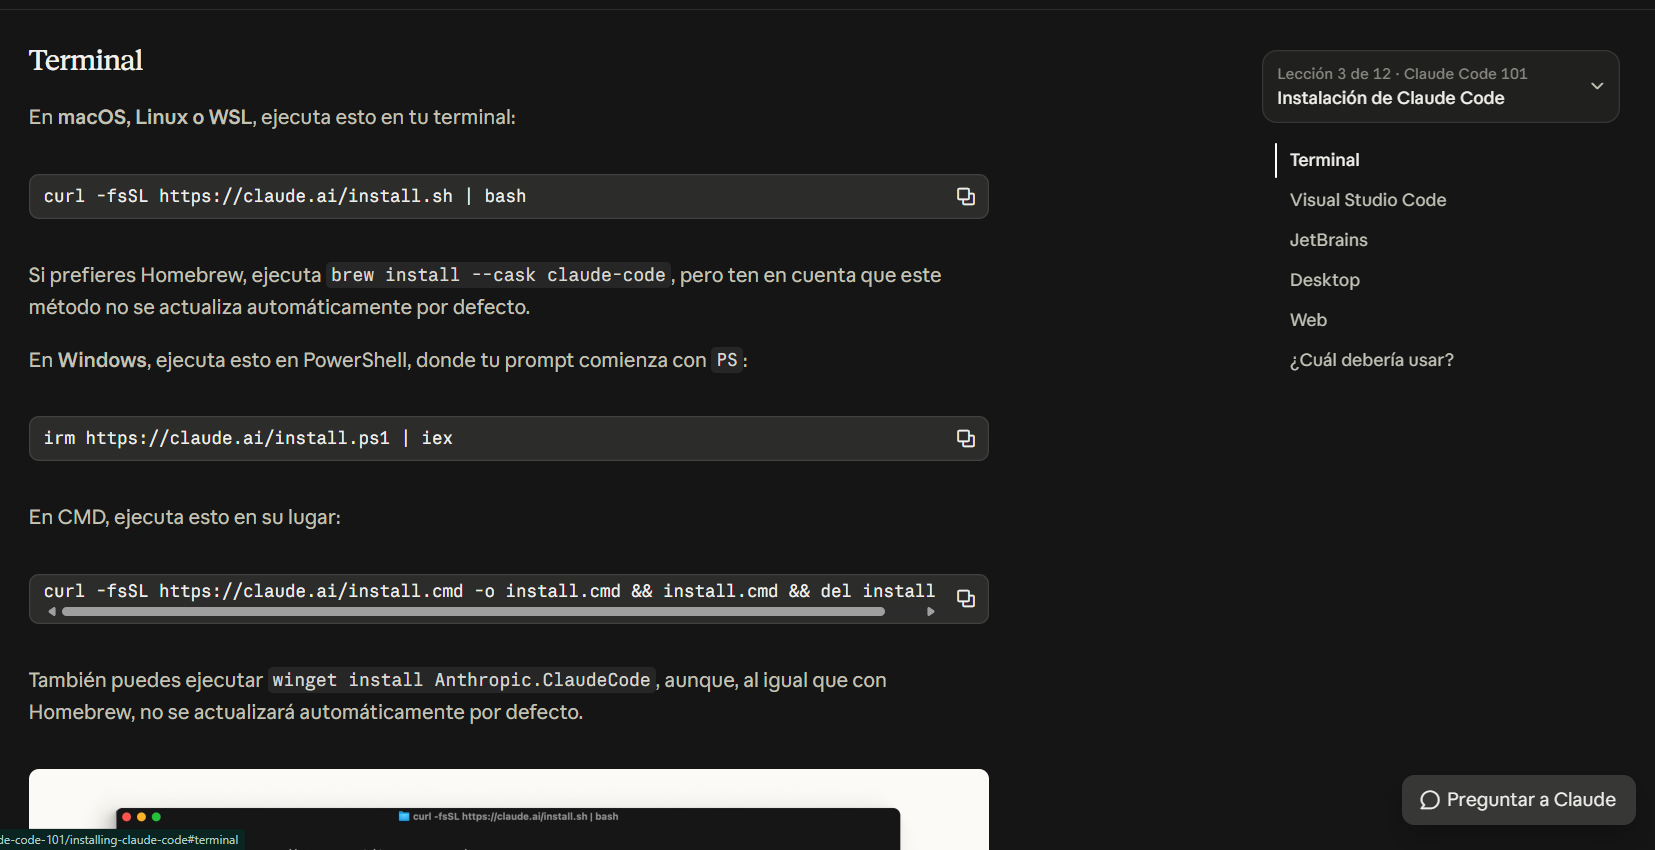 Terminal
En macOS, Linux o WSL, ejecuta esto en tu terminal:
curl -fsSL https://claude.ai/install.sh | bash
Si prefieres Homebrew, ejecuta brew install --cask claude-code, pero ten en cuenta que este
método no se actualiza automáticamente por defecto.
En Windows, ejecuta esto en PowerShell, donde tu prompt comienza con PS:
irm https://claude.ai/install.ps1 | iex
En CMD, ejecuta esto en su lugar:
curl -fsSL https://claude.ai/install.cmd -o install.cmd && install.cmd && del install
También puedes ejecutar winget install Anthropic.ClaudeCode, aunque, al igual que con
Homebrew, no se actualizará automáticamente por defecto.
curl -fsSL https://claude.ai/install.sh | bash
de-code-101/installing-claude-code#terminal
Lección 3 de 12 · Claude Code 101
Instalación de Claude Code
Terminal
Visual Studio Code
JetBrains
Desktop
Web
¿Cuál debería usar?
Preguntar a Claude